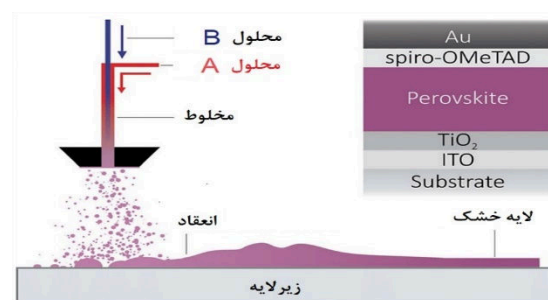 محلول B
محلول A
مخلوط
انعقاد
لایه خشک
زیرلایه
Au
spiro-OMeTAD
Perovskite
TiO₂
ITO
Substrate